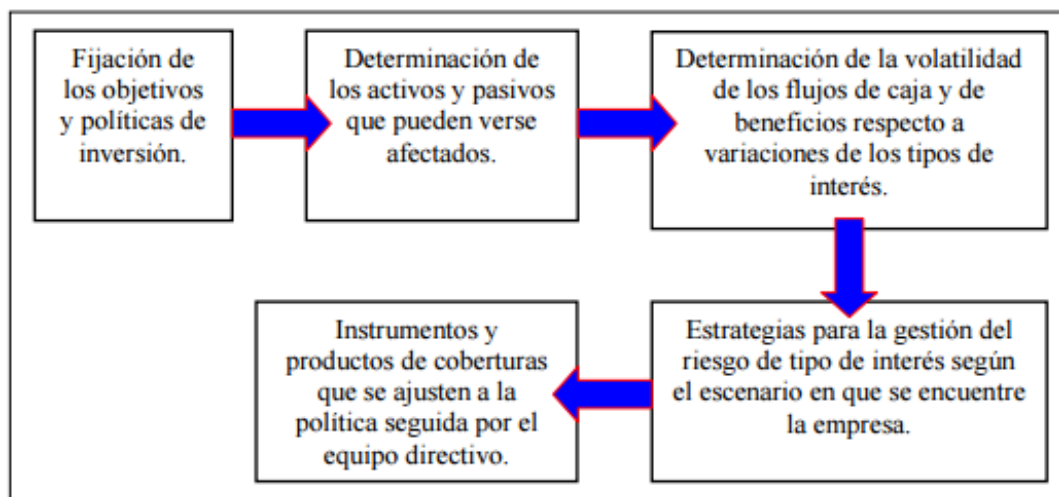 Fijación de
los objetivos
y políticas de
inversión.
Determinación de
los activos y pasivos
que pueden verse
afectados.
Determinación de la volatilidad
de los flujos de caja y de
beneficios respecto a
variaciones de los tipos de
interés.
Estrategias para la gestión del
riesgo de tipo de interés según
el escenario en que se encuentre
la empresa.
Instrumentos y
productos de coberturas
que se ajusten a la
política seguida por el
equipo directivo.